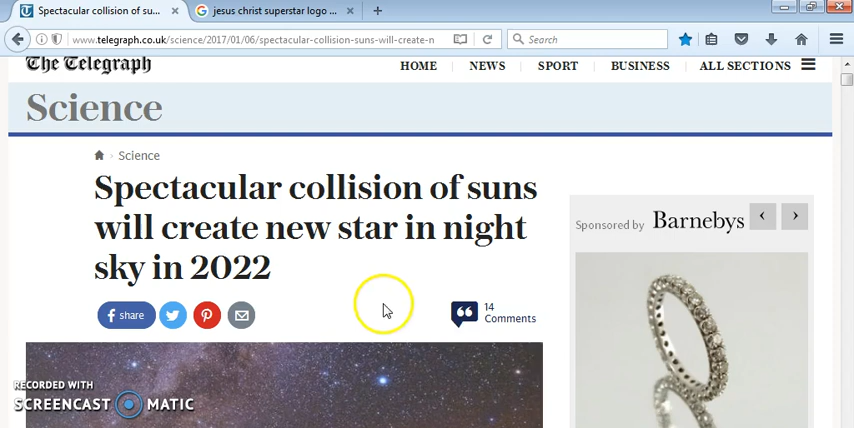 Spectacular collision of su...
jesus christ superstar logo ...
www.telegraph.co.uk/science/2017/01/06/spectacular-collision-suns-will-create-n
Search
The Telegraph
HOME
NEWS
SPORT
BUSINESS
ALL SECTIONS
Science
Science
Spectacular collision of suns
will create new star in night
sky in 2022
Sponsored by Barnebys
share
14
Comments
RECORDED WITH
SCREENCAST MATIC